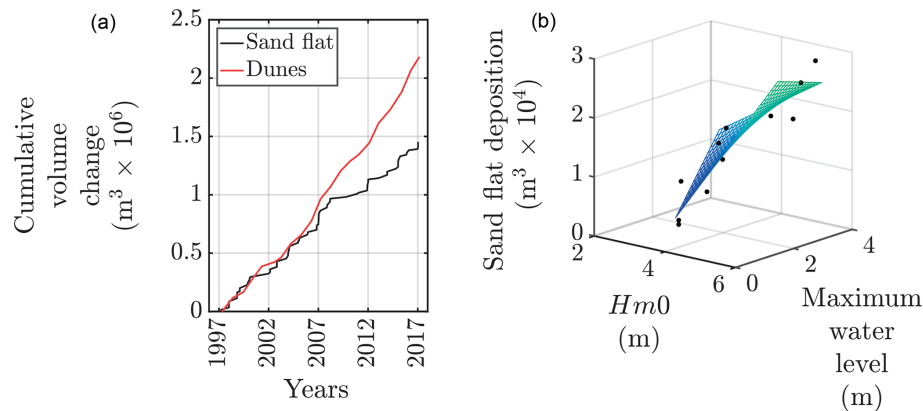 (a)
2.5
2
1.5
1
0.5
0
Cumulative
volume
change
(m³ × 10⁶)
Sand flat
Dunes
1997
2002
2007
2012
2017
Years
(b)
3
2
1
0
Sand flat deposition
(m³ × 10⁴)
2
4
6
Hm0
(m)
0
2
4
Maximum
water
level
(m)